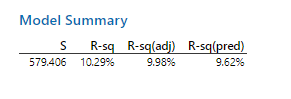 Model Summary
S R-sq R-sq(adj) R-sq(pred)
579.406 10.29% 9.98% 9.62%